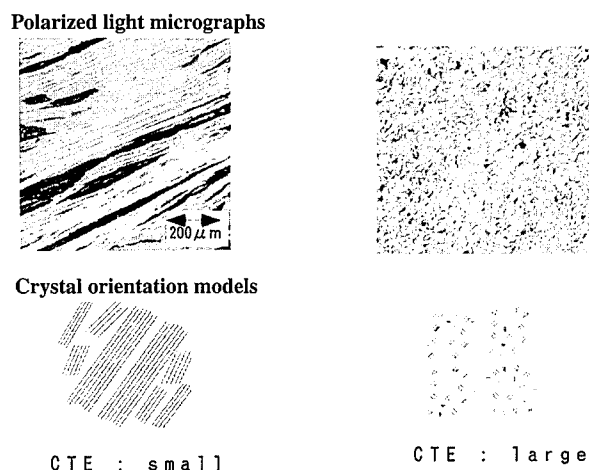 Polarized light micrographs
200μm
Crystal orientation models
CTE : small
CTE : large